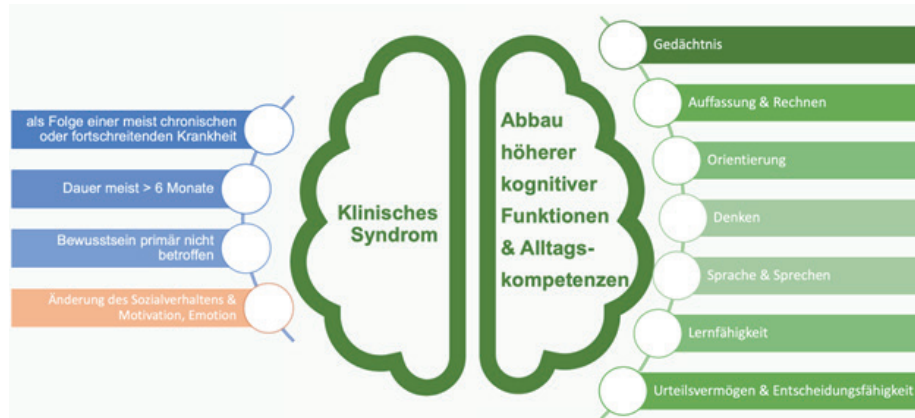 als Folge einer meist chronischen
oder fortschreitenden Krankheit
Dauer meist > 6 Monate
Bewusstsein primär nicht
betroffen
Änderung des Sozialverhaltens &
Motivation, Emotion
Klinisches
Syndrom
Abbau
höherer
kognitiver
Funktionen
& Alltags-
kompetenzen
Gedächtnis
Auffassung & Rechnen
Orientierung
Denken
Sprache & Sprechen
Lernfähigkeit
Urteilsvermögen & Entscheidungsfähigkeit